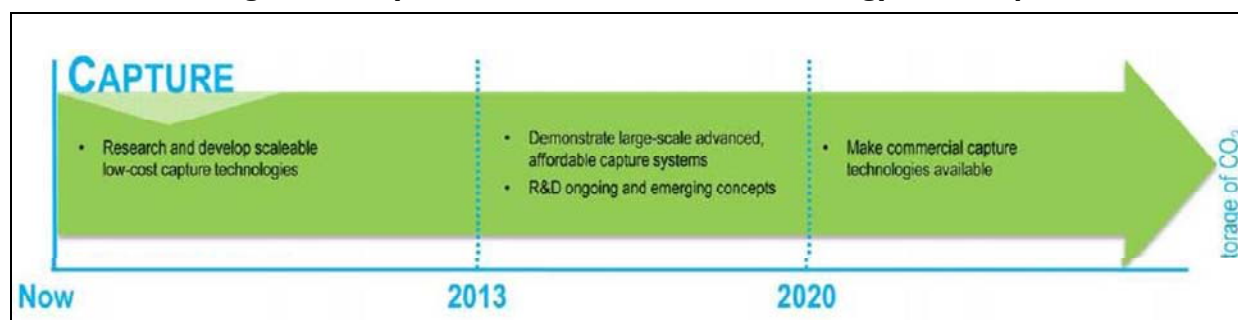 CAPTURE
• Research and develop scaleable
low-cost capture technologies
• Demonstrate large-scale advanced,
affordable capture systems
• R&D ongoing and emerging concepts
• Make commercial capture
technologies available
torage of CO₂
Now
2013
2020